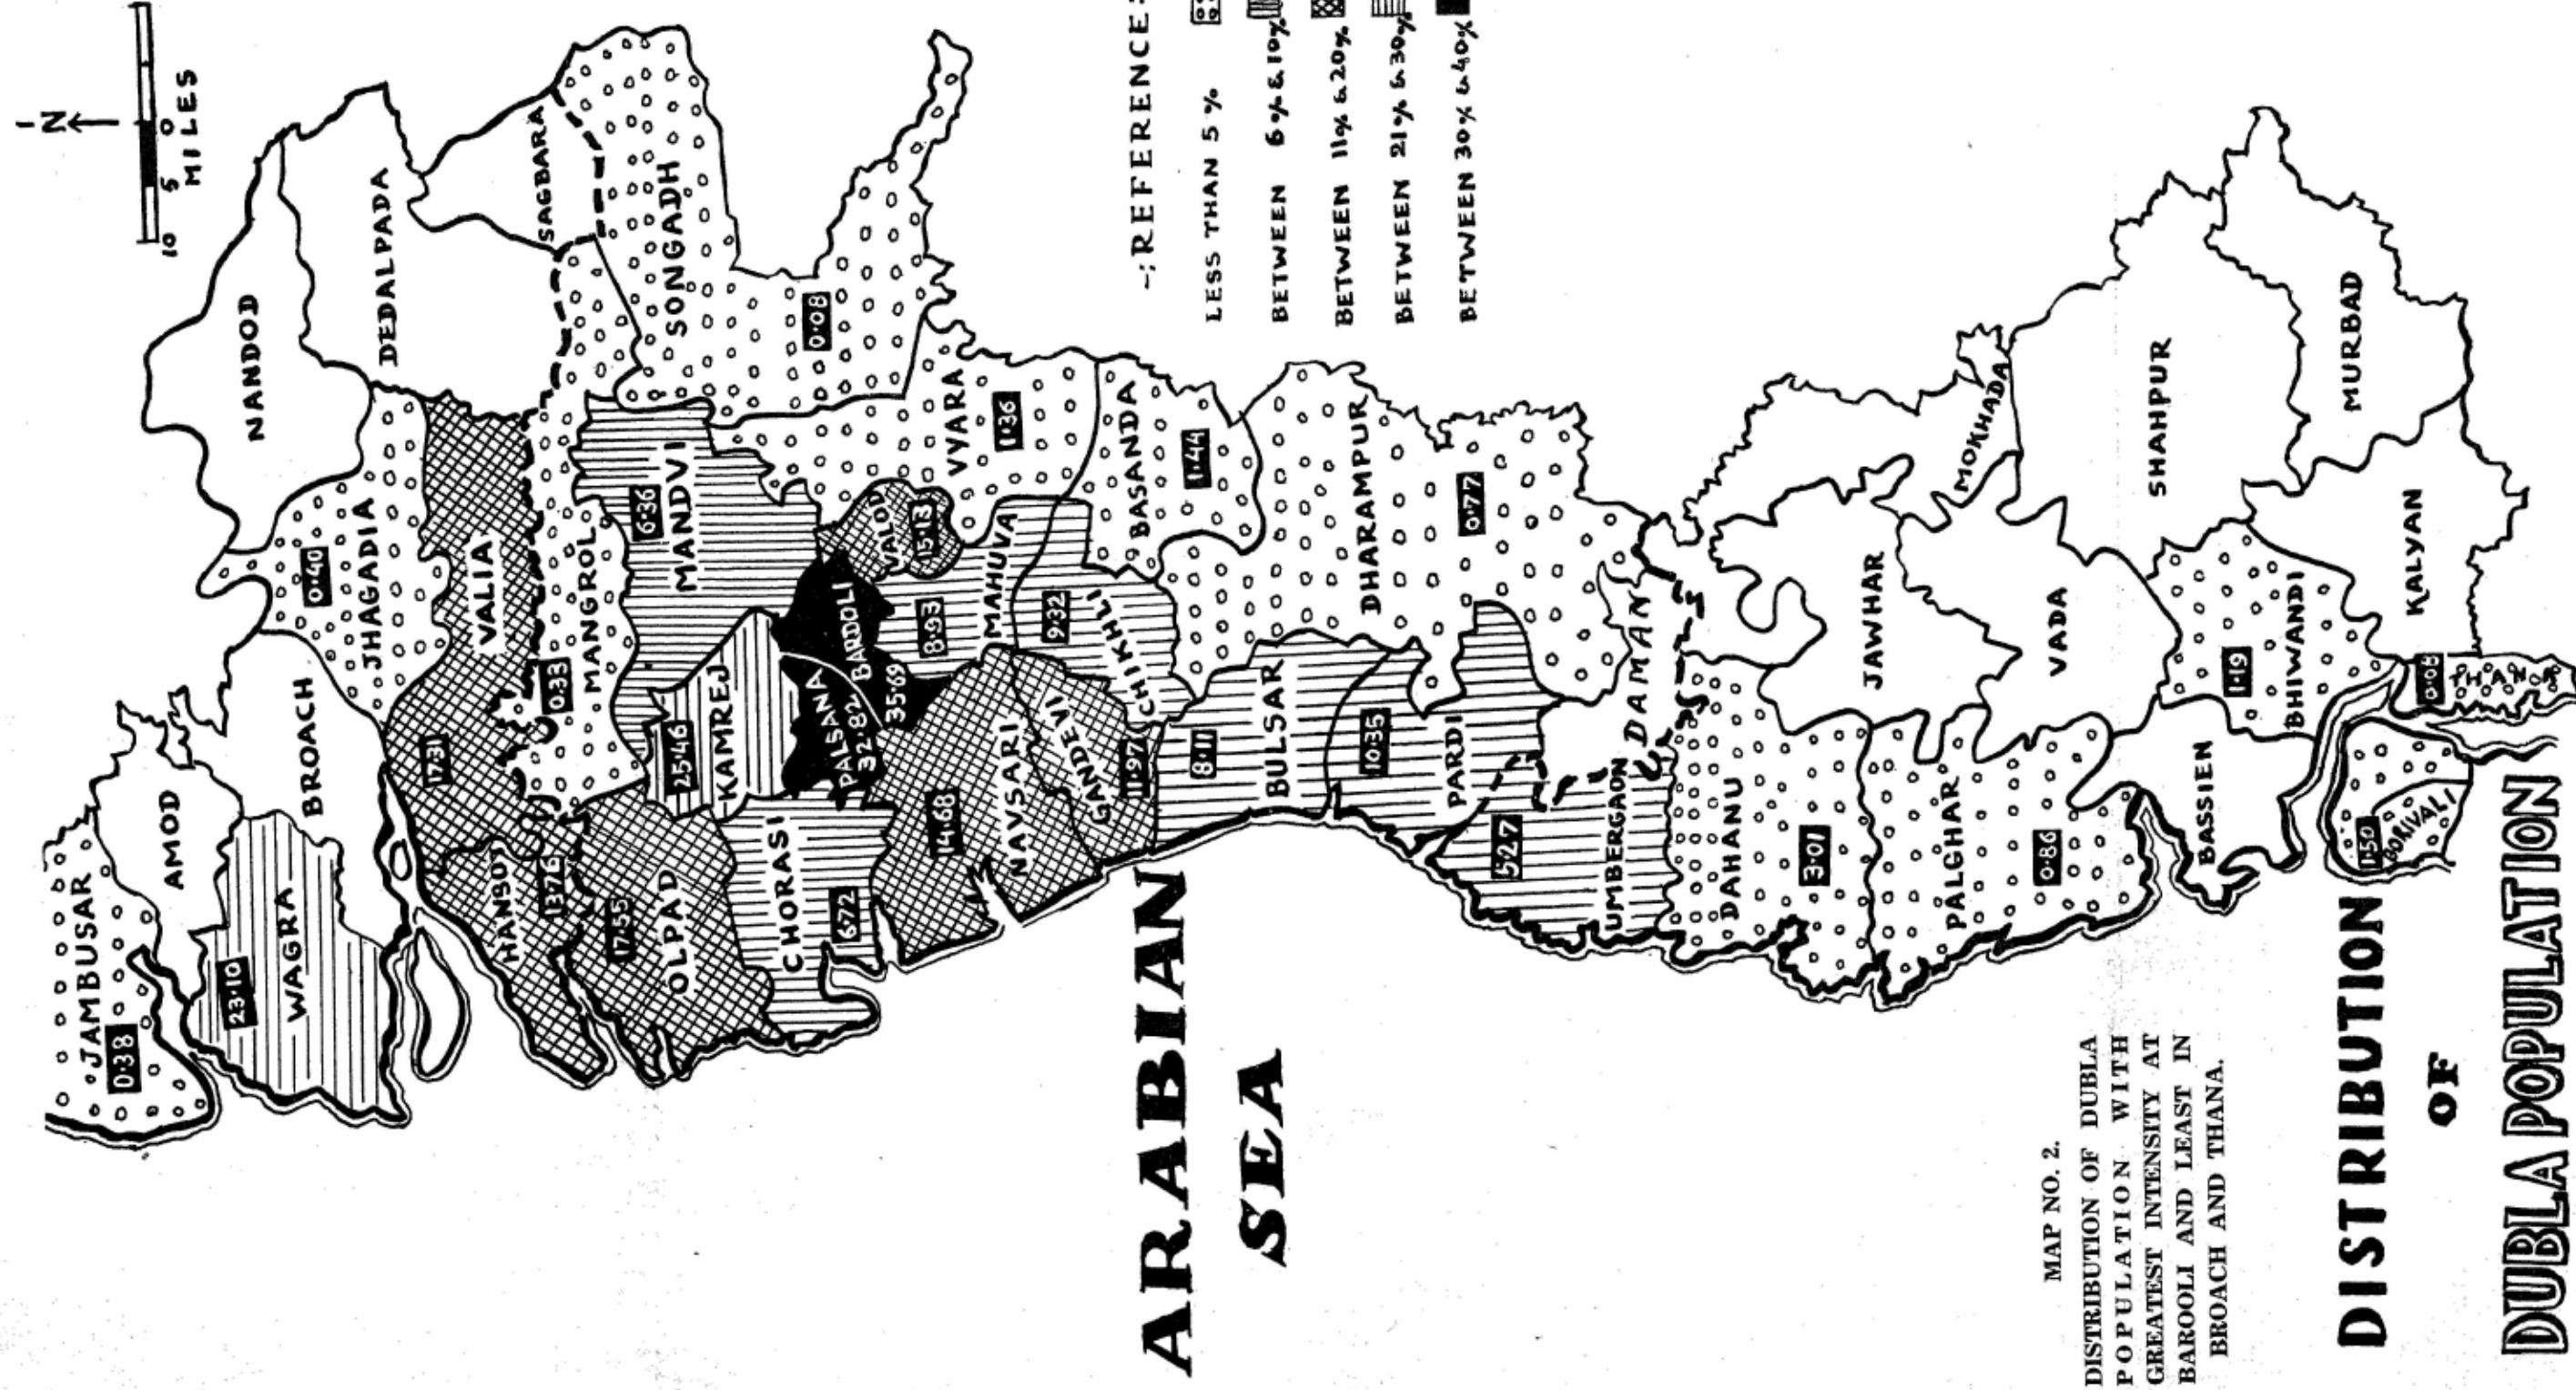 N
10 5 0
MILES
NANDOD
DEDALPADA
SAGBARA
SONGADH
0·08
JHAGADIA
0·40
VALIA
17·31
MANGROL
0·33
MANDVI
6·36
VYARA
1·36
VALOD
15·13
BARDOLI
35·69
PALSANA
32·82
KAMREJ
25·46
MAHUVA
8·93
BASANDA
1·44
CHIKHLI
9·32
BROACH
AMOD
JAMBUSAR
0·38
WAGRA
23·10
HANSOT
13·76
OLPAD
17·55
CHORASI
6·72
NAVSARI
14·68
GANDEVI
11·97
BULSAR
8·11
DHARAMPUR
0·77
PARDI
10·35
DAMAN
UMBERGAON
5·27
DAHANU
3·07
PALGHAR
0·86
JAWHAR
MOKHADA
VADA
SHAHPUR
MURBAD
KALYAN
BHIWANDI
1·19
BASSIEN
THANA
0·08
BORIVALI
1·50
-:REFERENCE:
LESS THAN 5%
BETWEEN 6% & 10%
BETWEEN 11% & 20%
BETWEEN 21% & 30%
BETWEEN 30% & 40%
ARABIAN
SEA
MAP NO. 2.
DISTRIBUTION OF DUBLA
POPULATION WITH
GREATEST INTENSITY AT
BAROOLI AND LEAST IN
BROACH AND THANA.
DISTRIBUTION
OF
DUBLA POPULATION